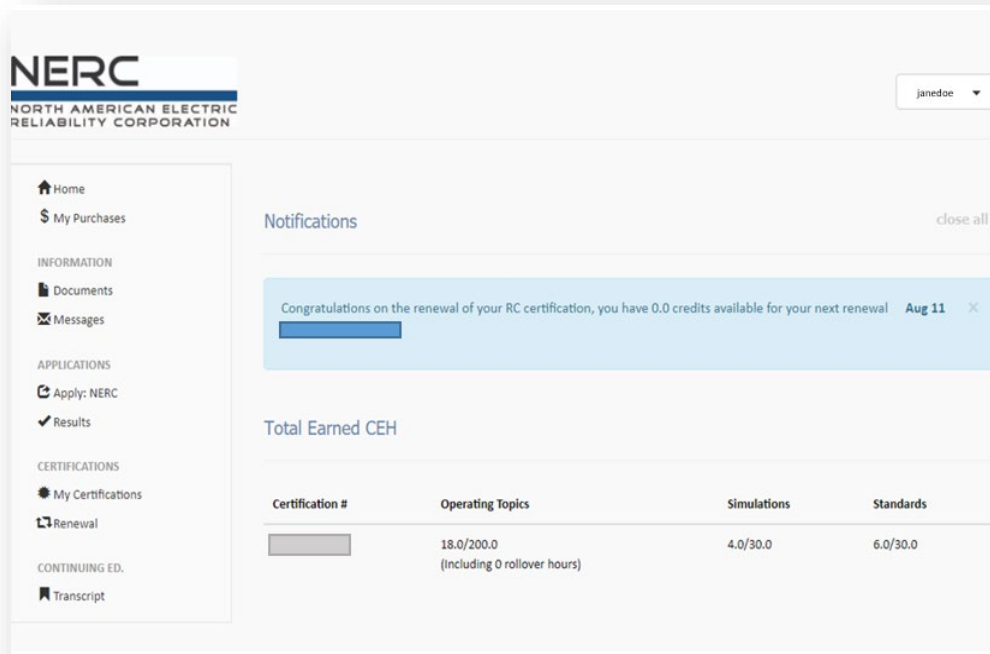 NERC
NORTH AMERICAN ELECTRIC
RELIABILITY CORPORATION
janedoe
Home
$ My Purchases
INFORMATION
Documents
Messages
APPLICATIONS
Apply: NERC
Results
CERTIFICATIONS
My Certifications
Renewal
CONTINUING ED.
Transcript
Notifications
close all
Congratulations on the renewal of your RC certification, you have 0.0 credits available for your next renewal Aug 11 ×
Total Earned CEH
Certification # Operating Topics Simulations Standards
18.0/200.0 4.0/30.0 6.0/30.0
(Including 0 rollover hours)